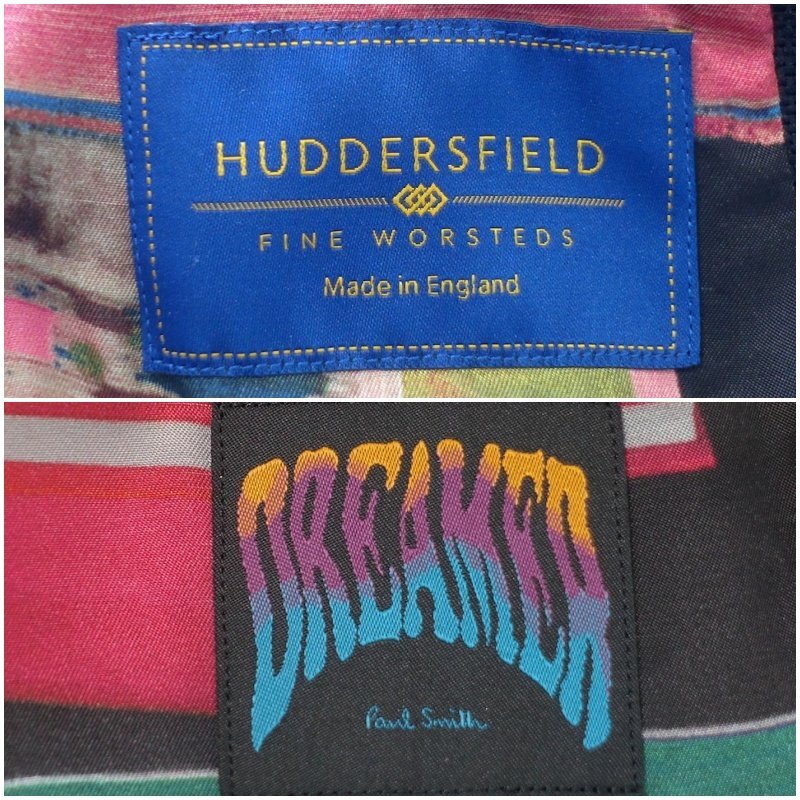 HUDDERSFIELD
FINE WORSTEDS
Made in England
DREAMER
Paul Smith